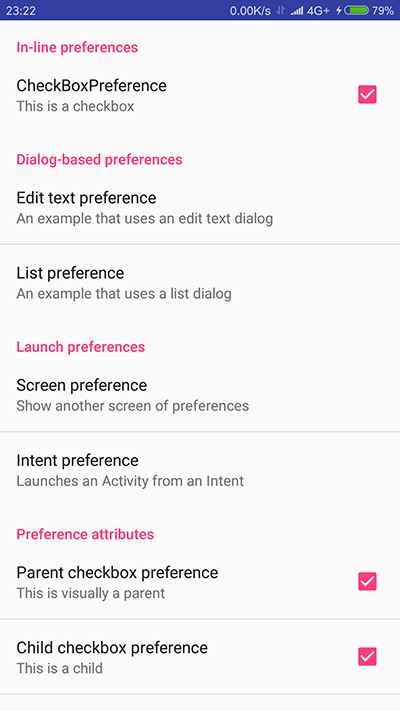 23:22 0.00K/s 4G+ 79%
In-line preferences
CheckBoxPreference
This is a checkbox
Dialog-based preferences
Edit text preference
An example that uses an edit text dialog
List preference
An example that uses a list dialog
Launch preferences
Screen preference
Show another screen of preferences
Intent preference
Launches an Activity from an Intent
Preference attributes
Parent checkbox preference
This is visually a parent
Child checkbox preference
This is a child